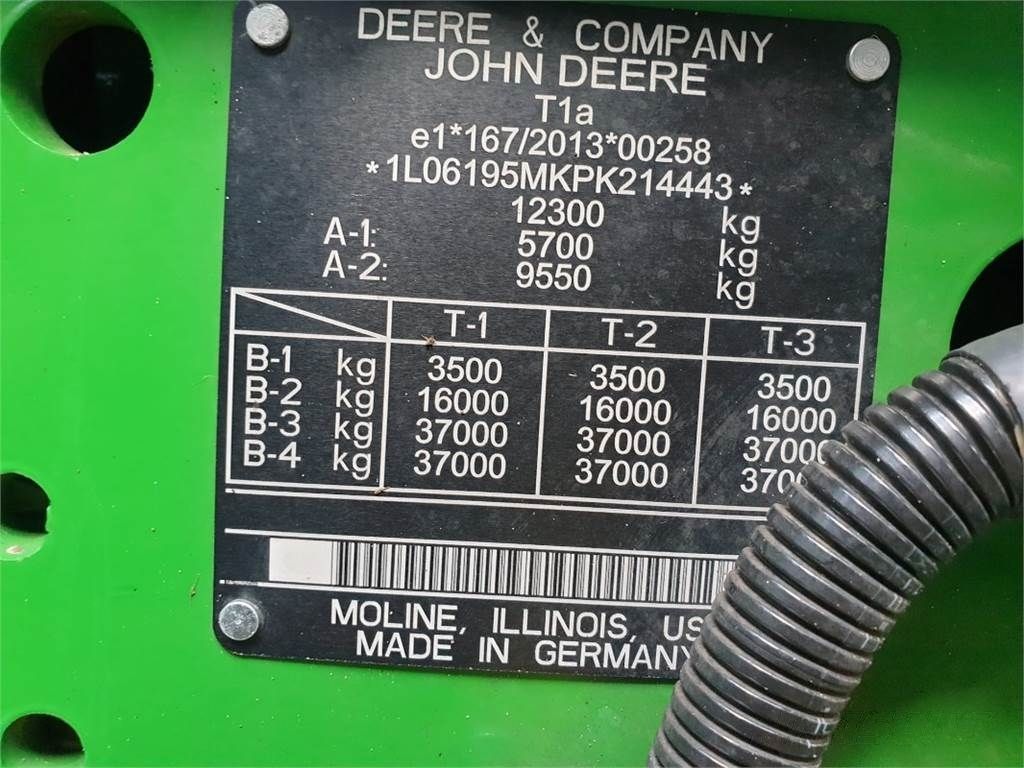 DEERE & COMPANY
JOHN DEERE
T1a
e1*167/2013*00258
*1L06195MKPK214443*
12300 kg
A-1: 5700 kg
A-2: 9550 kg
T-1 T-2 T-3
B-1 kg 3500 3500 3500
B-2 kg 16000 16000 16000
B-3 kg 37000 37000 37000
B-4 kg 37000 37000
MOLINE, ILLINOIS,
MADE IN GERMANY